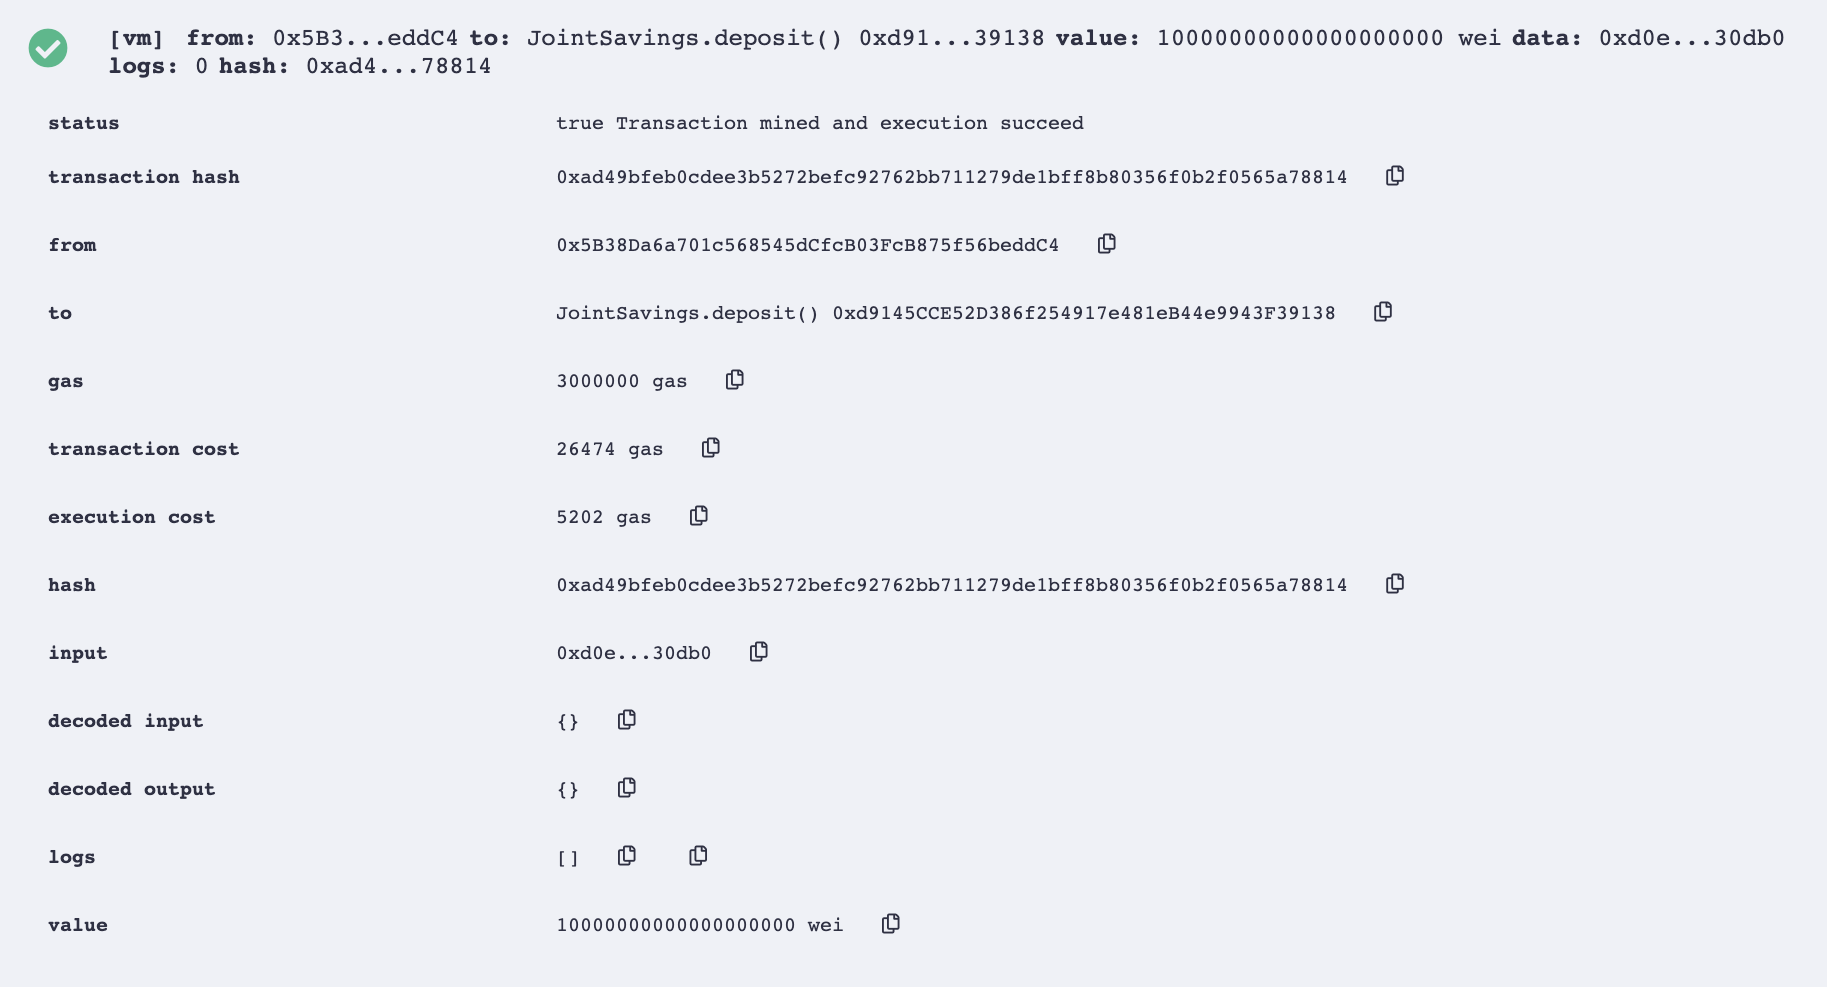 [vm] from: 0x5B3...eddC4 to: JointSavings.deposit() 0xd91...39138 value: 10000000000000000000 wei data: 0xd0e...30db0
logs: 0 hash: 0xad4...78814
status true Transaction mined and execution succeed
transaction hash 0xad49bfeb0cdee3b5272befc92762bb711279de1bff8b80356f0b2f0565a78814
from 0x5B38Da6a701c568545dCfcB03FcB875f56beddC4
to JointSavings.deposit() 0xd9145CCE52D386f254917e481eB44e9943F39138
gas 3000000 gas
transaction cost 26474 gas
execution cost 5202 gas
hash 0xad49bfeb0cdee3b5272befc92762bb711279de1bff8b80356f0b2f0565a78814
input 0xd0e...30db0
decoded input {}
decoded output {}
logs []
value 10000000000000000000 wei